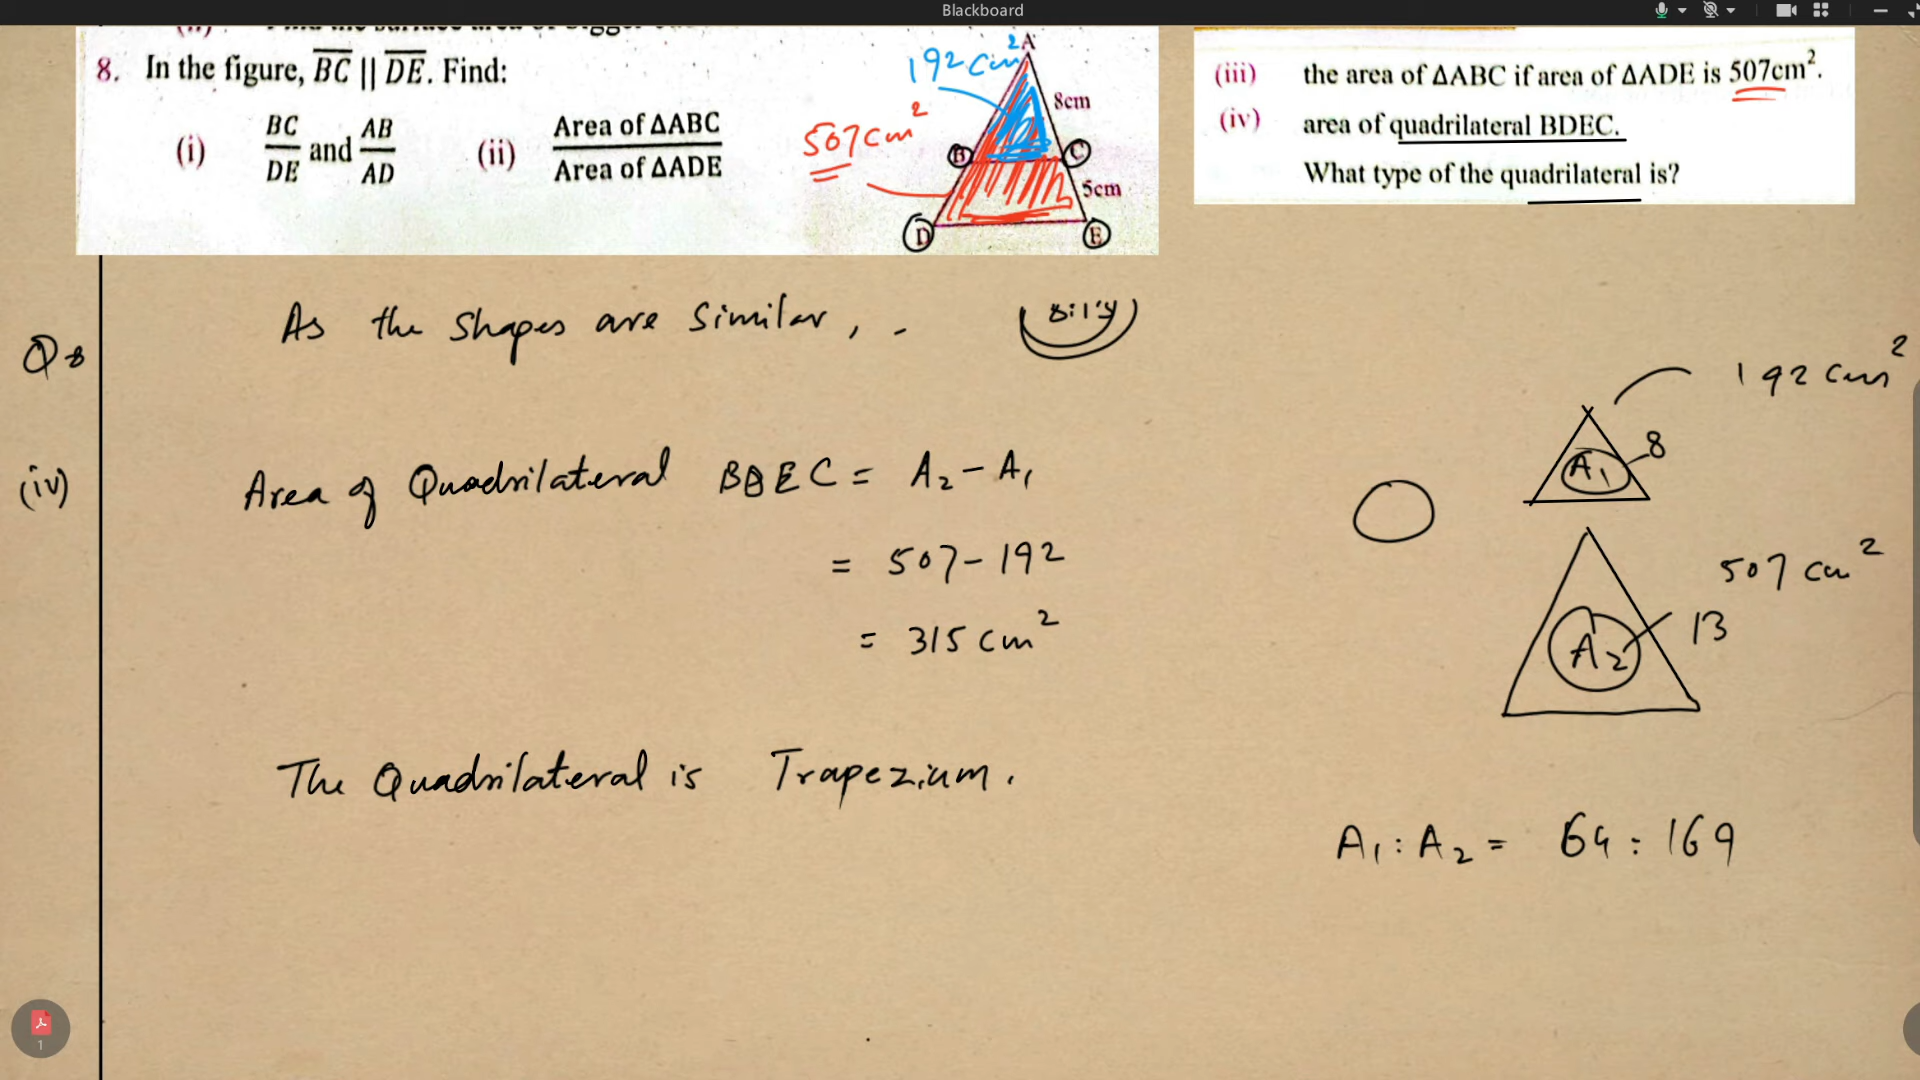 Blackboard
8. In the figure, BC || DE. Find:
(i) BC/DE and AB/AD (ii) Area of ΔABC/Area of ΔADE
192 cm²
507 cm²
A
8cm
B
C
5cm
D
E
(iii) the area of ΔABC if area of ΔADE is 507cm².
(iv) area of quadrilateral BDEC.
What type of the quadrilateral is?
Q8
As the shapes are similar,
(iv)
Area of Quadrilateral BDEC = A₂ - A₁
= 507 - 192
= 315 cm²
The Quadrilateral is Trapezium.
192 cm²
A₁
8
507 cm²
A₂
13
A₁ : A₂ = 64 : 169
1